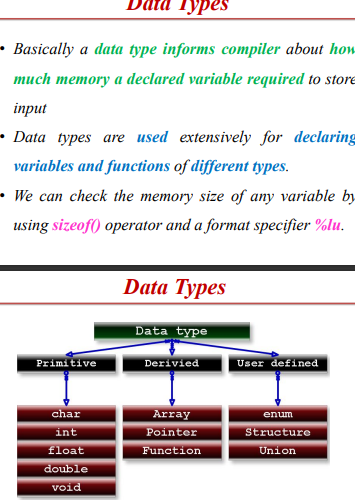 Data Types
• Basically a data type informs compiler about how
much memory a declared variable required to store
input
• Data types are used extensively for declaring
variables and functions of different types.
• We can check the memory size of any variable by
using sizeof() operator and a format specifier %lu.
Data Types
Data type
Primitive Derivied User defined
char Array enum
int Pointer Structure
float Function Union
double
void